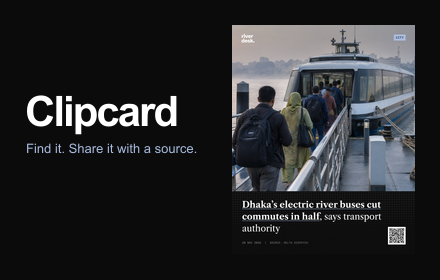 Clipcard
Find it. Share it with a source.
river
desk.
Dhaka's electric river buses cut
commutes in half, says transport
authority